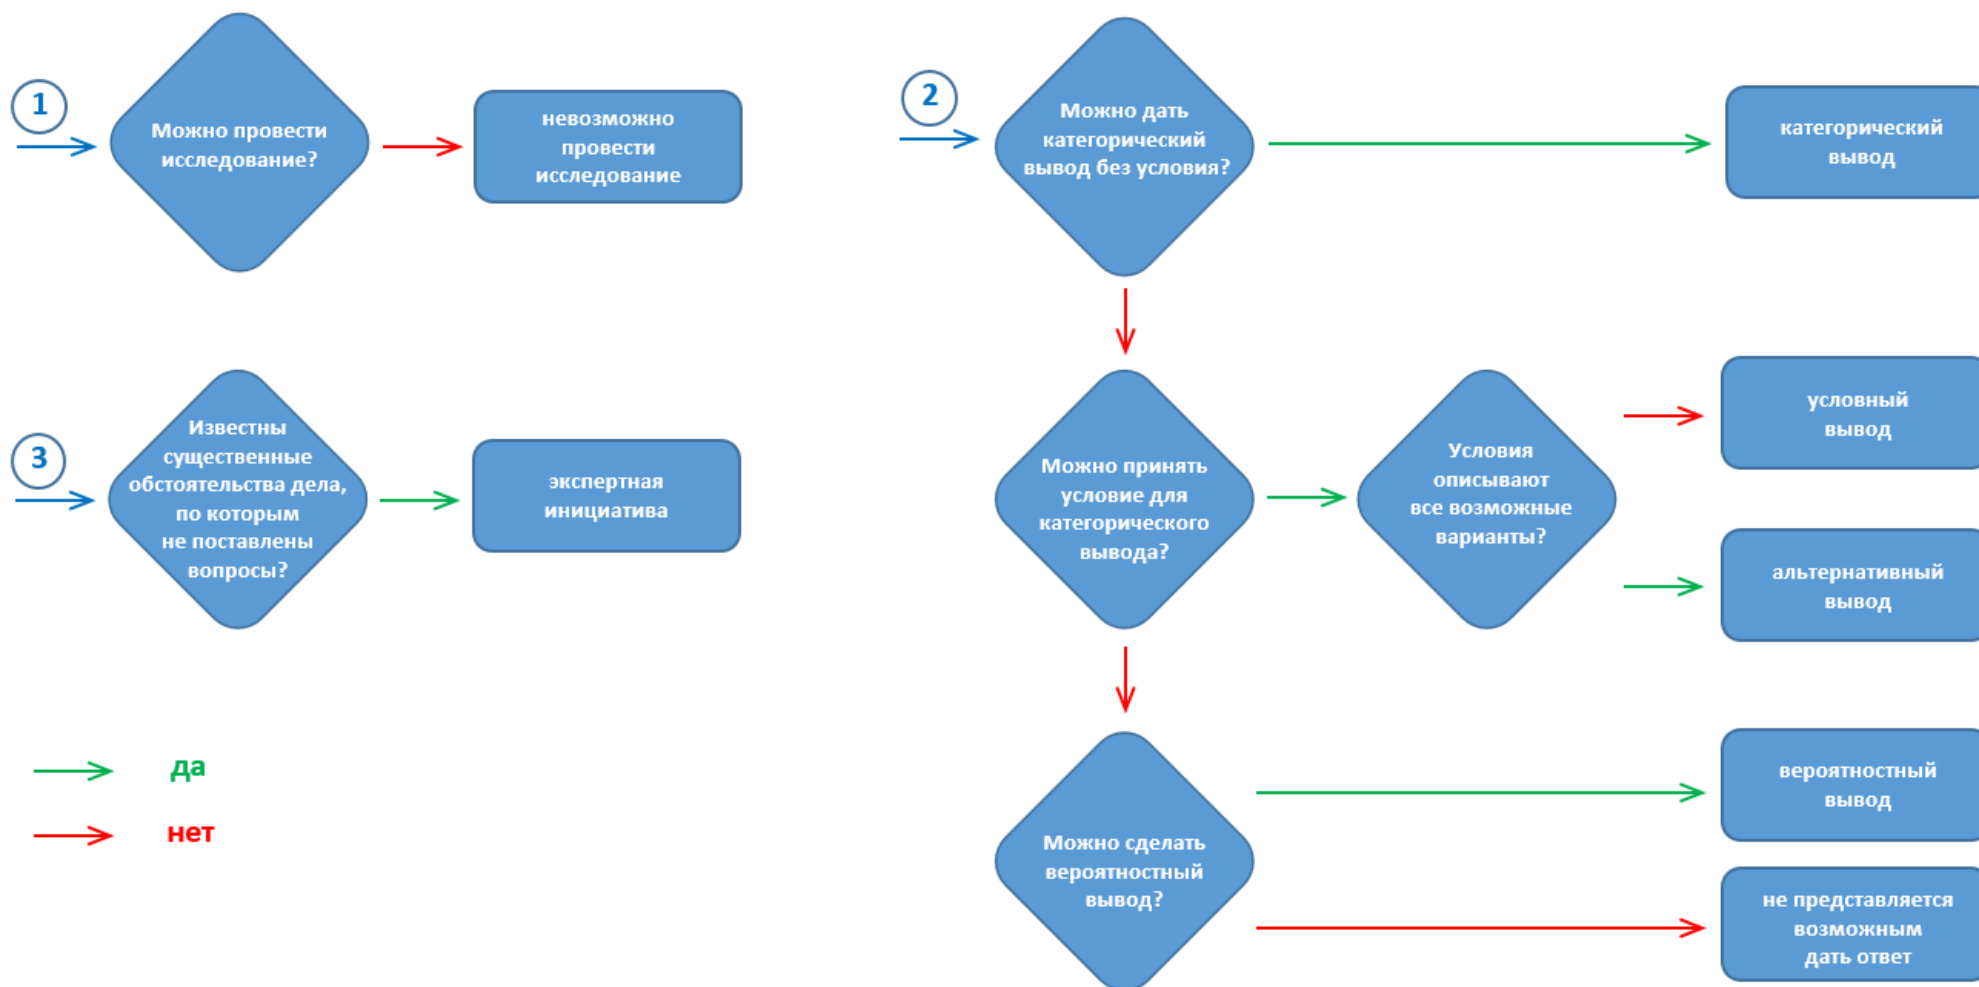 1
Можно провести
исследование?
невозможно
провести
исследование
2
Можно дать
категорический
вывод без условия?
категорический
вывод
3
Известны
существенные
обстоятельства дела,
по которым
не поставлены
вопросы?
экспертная
инициатива
Можно принять
условие для
категорического
вывода?
Условия
описывают
все возможные
варианты?
условный
вывод
альтернативный
вывод
да
нет
Можно сделать
вероятностный
вывод?
вероятностный
вывод
не представляется
возможным
дать ответ